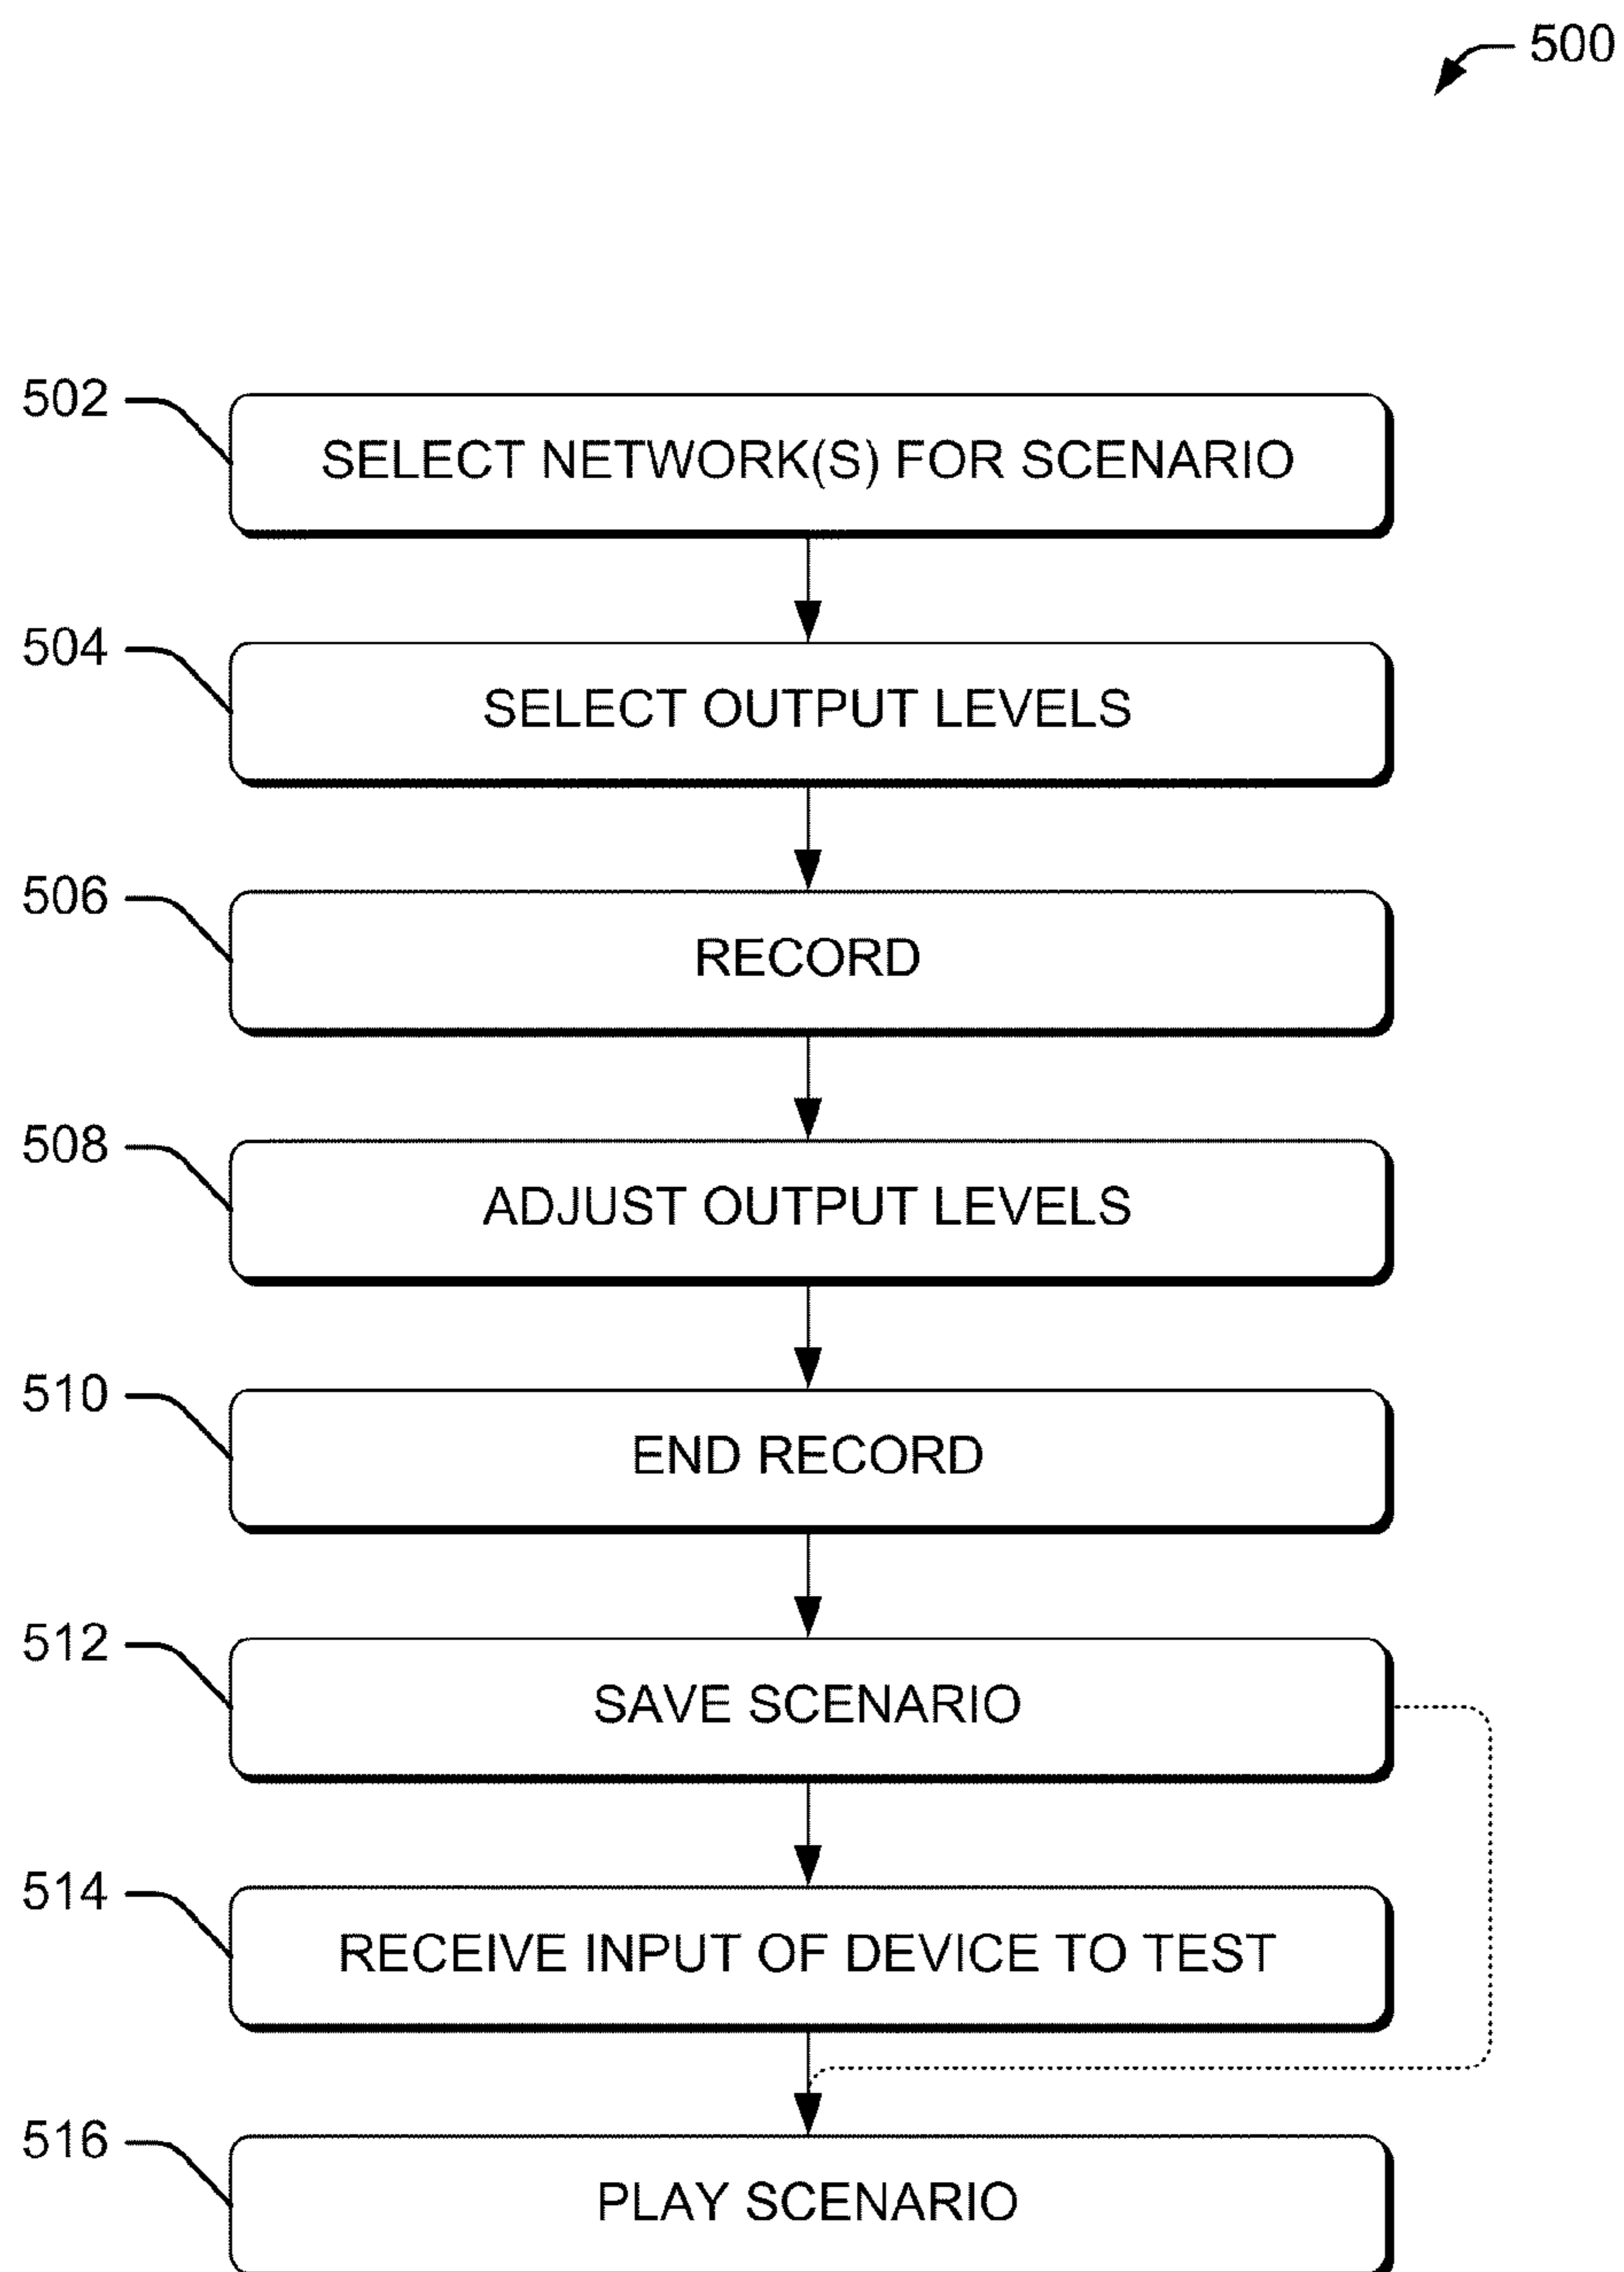 500
502
SELECT NETWORK(S) FOR SCENARIO
504
SELECT OUTPUT LEVELS
506
RECORD
508
ADJUST OUTPUT LEVELS
510
END RECORD
512
SAVE SCENARIO
514
RECEIVE INPUT OF DEVICE TO TEST
516
PLAY SCENARIO